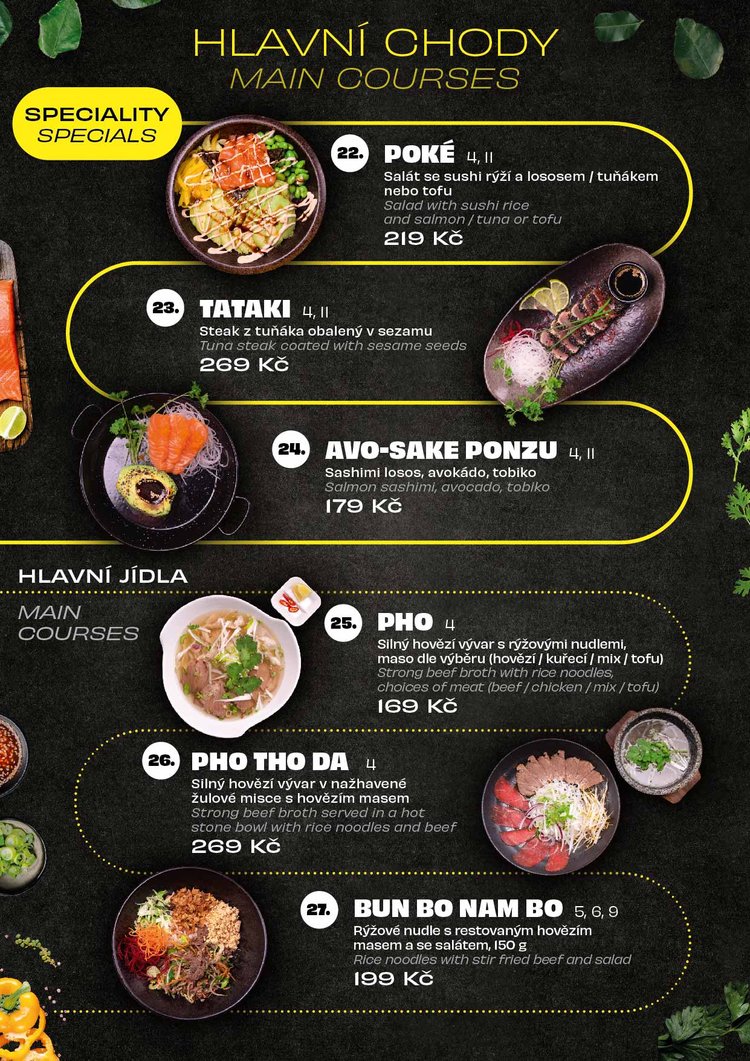 HLAVNÍ CHODY
MAIN COURSES
SPECIALITY
SPECIALS
22. POKÉ 4, 11
Salát se sushi rýží a lososem / tuňákem
nebo tofu
Salad with sushi rice
and salmon / tuna or tofu
219 Kč
23. TATAKI 4, 11
Steak z tuňáka obalený v sezamu
Tuna steak coated with sesame seeds
269 Kč
24. AVO-SAKE PONZU 4, 11
Sashimi losos, avokádo, tobiko
Salmon sashimi, avocado, tobiko
179 Kč
HLAVNÍ JÍDLA
MAIN
COURSES
25. PHO 4
Silný hovězí vývar s rýžovými nudlemi,
maso dle výběru (hovězí / kuřecí / mix / tofu)
Strong beef broth with rice noodles,
choices of meat (beef / chicken / mix / tofu)
169 Kč
26. PHO THO DA 4
Silný hovězí vývar v nažhavené
žulové misce s hovězím masem
Strong beef broth served in a hot
stone bowl with rice noodles and beef
269 Kč
27. BUN BO NAM BO 5, 6, 9
Rýžové nudle s restovaným hovězím
masem a se salátem, 150 g
Rice noodles with stir fried beef and salad
199 Kč